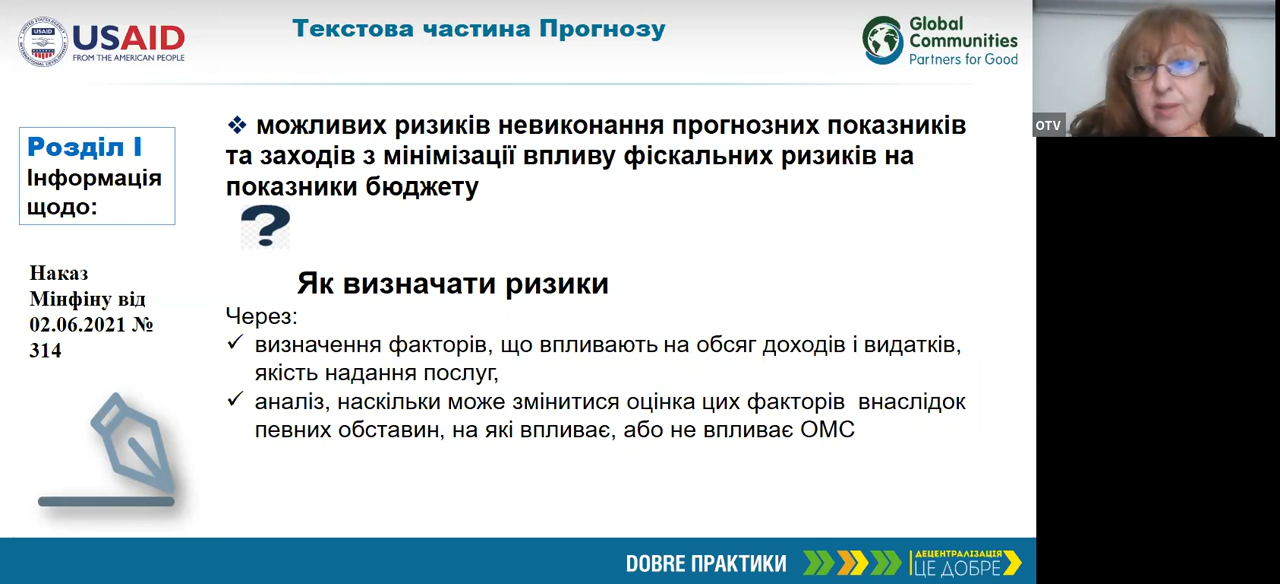 USAID
FROM THE AMERICAN PEOPLE
Текстова частина Прогнозу
Global
Communities
Partners for Good
OTV
Розділ І
Інформація
щодо:
❖ можливих ризиків невиконання прогнозних показників
та заходів з мінімізації впливу фіскальних ризиків на
показники бюджету
?
Наказ
Мінфіну від
02.06.2021 №
314
Як визначати ризики
Через:
✓ визначення факторів, що впливають на обсяг доходів і видатків,
якість надання послуг,
✓ аналіз, наскільки може змінитися оцінка цих факторів внаслідок
певних обставин, на які впливає, або не впливає ОМС
DOBRE ПРАКТИКИ
ДЕЦЕНТРАЛІЗАЦІЯ
ЦЕ ДОБРЕ